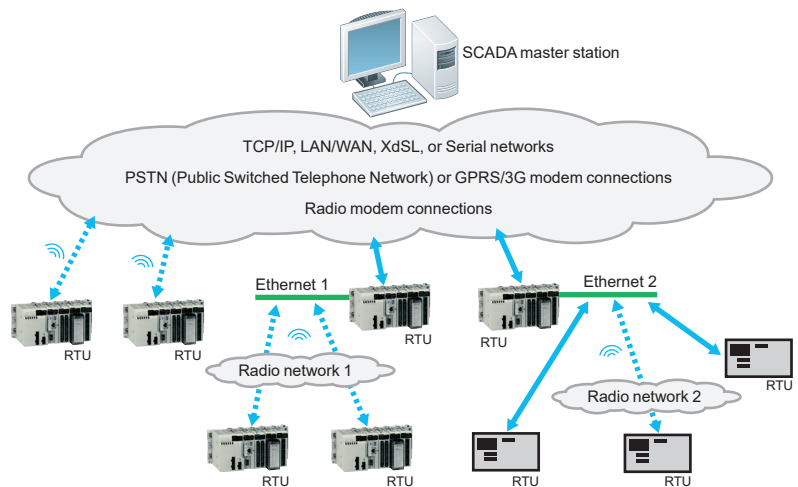 SCADA master station
TCP/IP, LAN/WAN, XdSL, or Serial networks
PSTN (Public Switched Telephone Network) or GPRS/3G modem connections
Radio modem connections
Ethernet 1
Ethernet 2
RTU
RTU
RTU
RTU
Radio network 1
RTU
Radio network 2
RTU
RTU
RTU
RTU